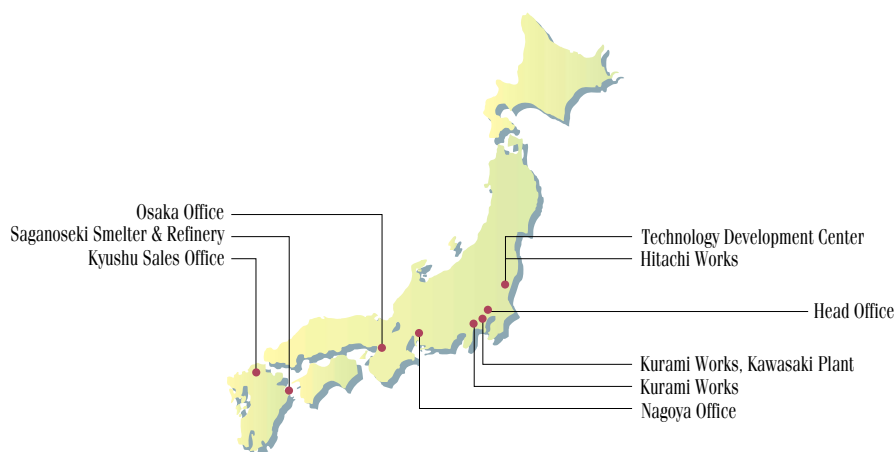 Osaka Office
Saganoseki Smelter & Refinery
Kyushu Sales Office
Technology Development Center
Hitachi Works
Head Office
Kurami Works, Kawasaki Plant
Kurami Works
Nagoya Office